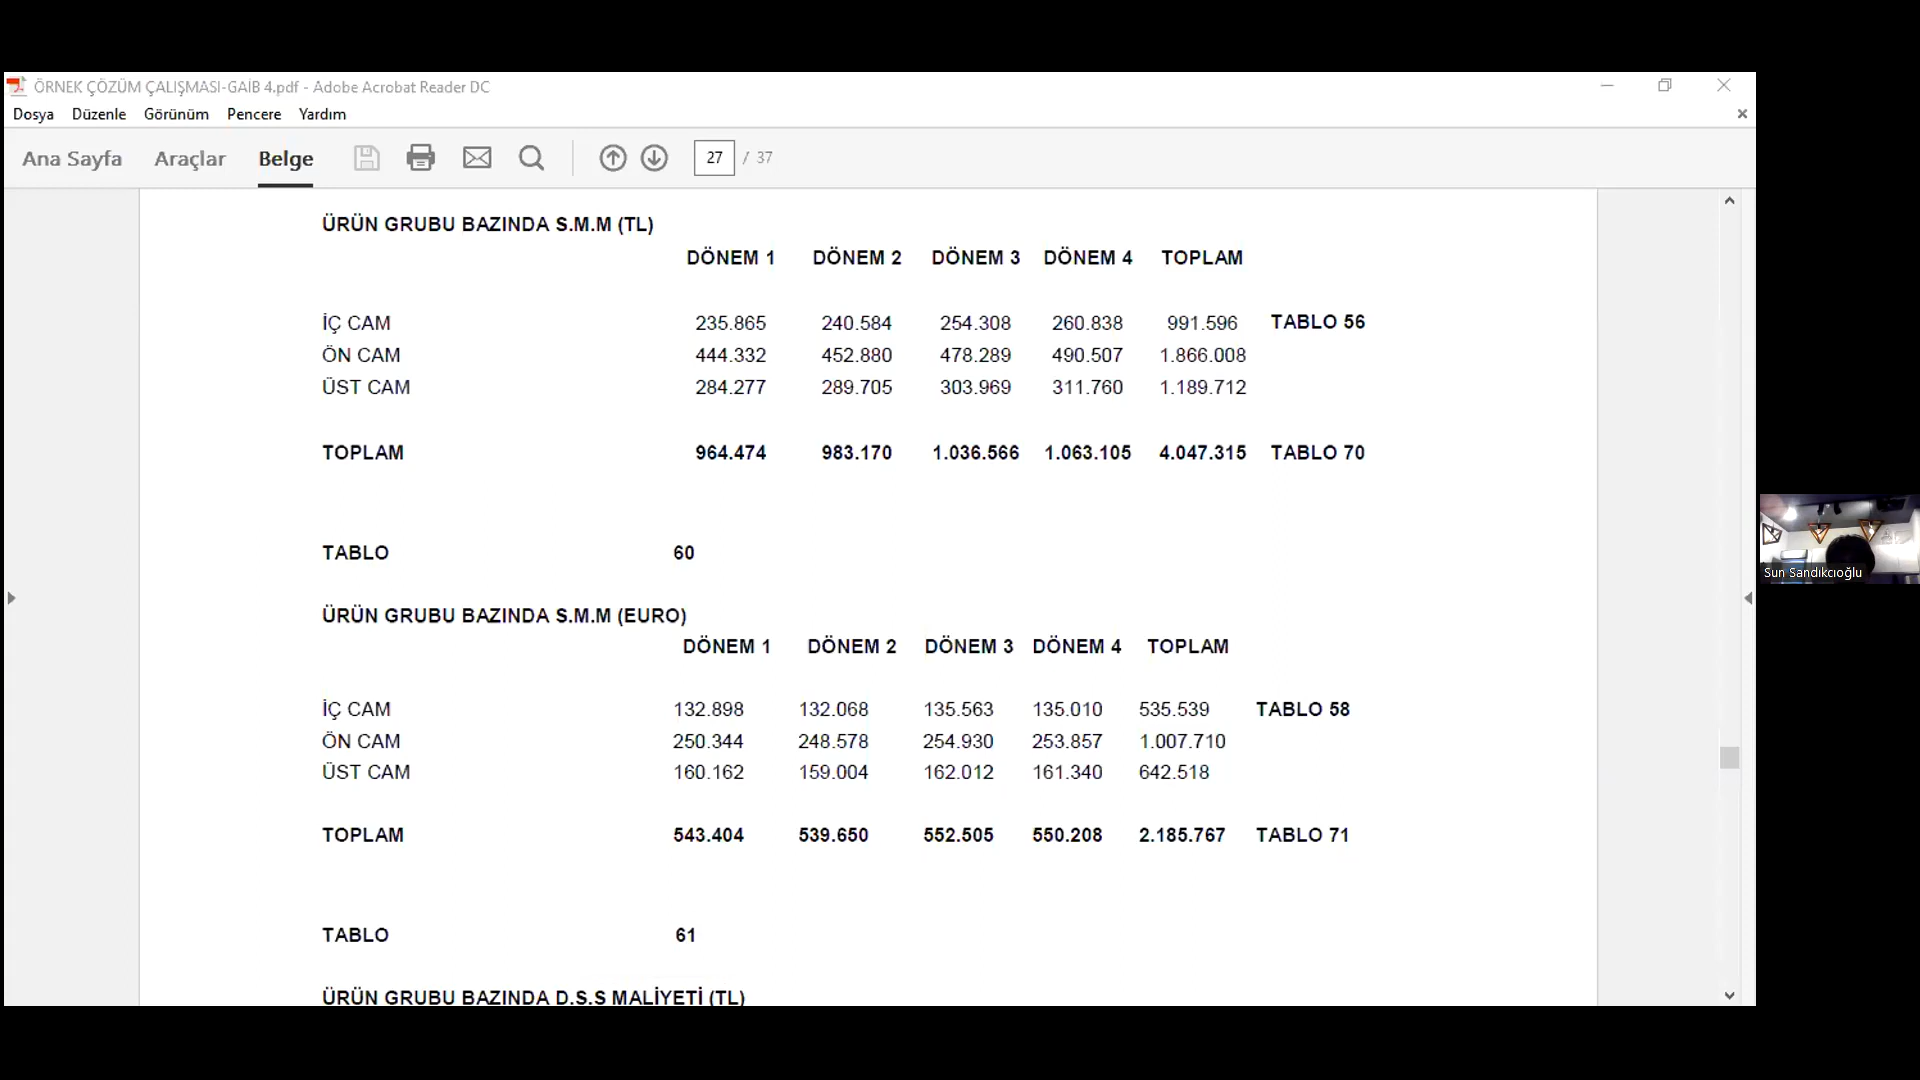 ÖRNEK ÇÖZÜM ÇALIŞMASI-GAİB 4.pdf - Adobe Acrobat Reader DC
Dosya Düzenle Görünüm Pencere Yardım
Ana Sayfa Araçlar Belge 27 / 37
ÜRÜN GRUBU BAZINDA S.M.M (TL)
DÖNEM 1 DÖNEM 2 DÖNEM 3 DÖNEM 4 TOPLAM
İÇ CAM 235.865 240.584 254.308 260.838 991.596 TABLO 56
ÖN CAM 444.332 452.880 478.289 490.507 1.866.008
ÜST CAM 284.277 289.705 303.969 311.760 1.189.712
TOPLAM 964.474 983.170 1.036.566 1.063.105 4.047.315 TABLO 70
TABLO 60
ÜRÜN GRUBU BAZINDA S.M.M (EURO)
DÖNEM 1 DÖNEM 2 DÖNEM 3 DÖNEM 4 TOPLAM
İÇ CAM 132.898 132.068 135.563 135.010 535.539 TABLO 58
ÖN CAM 250.344 248.578 254.930 253.857 1.007.710
ÜST CAM 160.162 159.004 162.012 161.340 642.518
TOPLAM 543.404 539.650 552.505 550.208 2.185.767 TABLO 71
TABLO 61
ÜRÜN GRUBU BAZINDA D.S.S MALİYETİ (TL)
Sun Sandıkcıoğlu